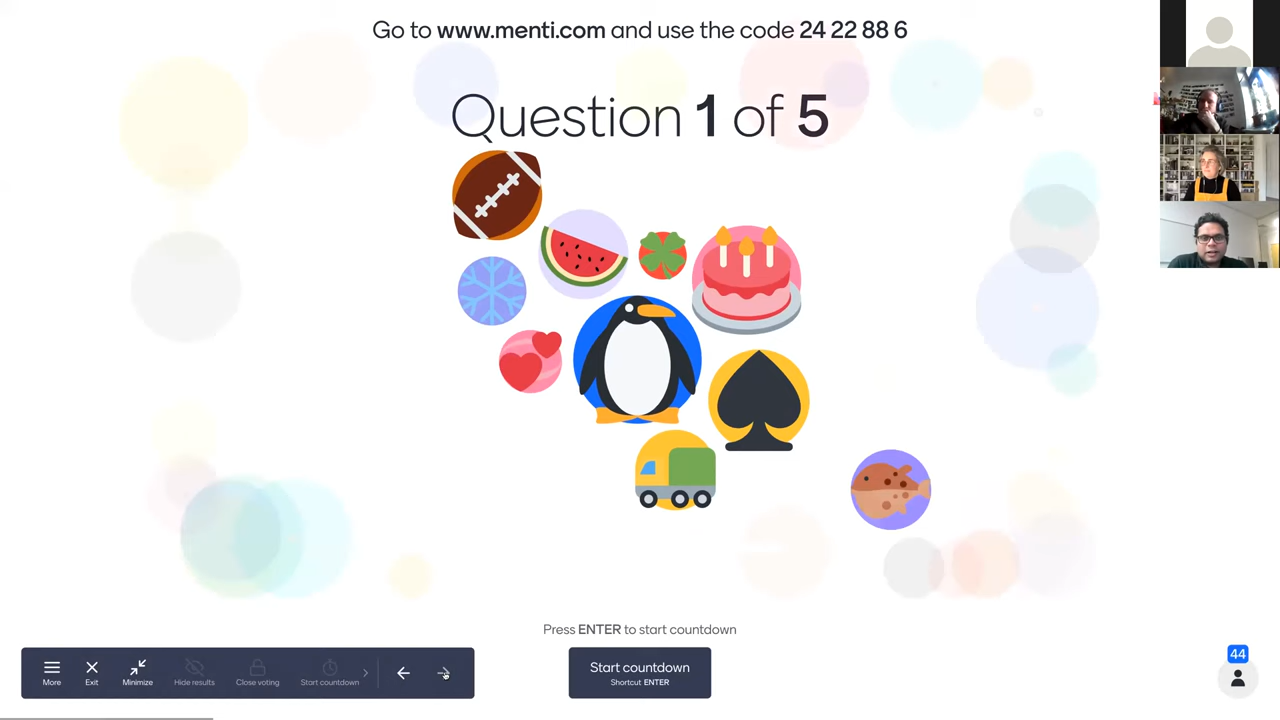 Go to www.menti.com and use the code 24 22 88 6
Question 1 of 5
Press ENTER to start countdown
More
Exit
Minimize
Hide results
Close voting
Start countdown
Start countdown
Shortcut ENTER
44